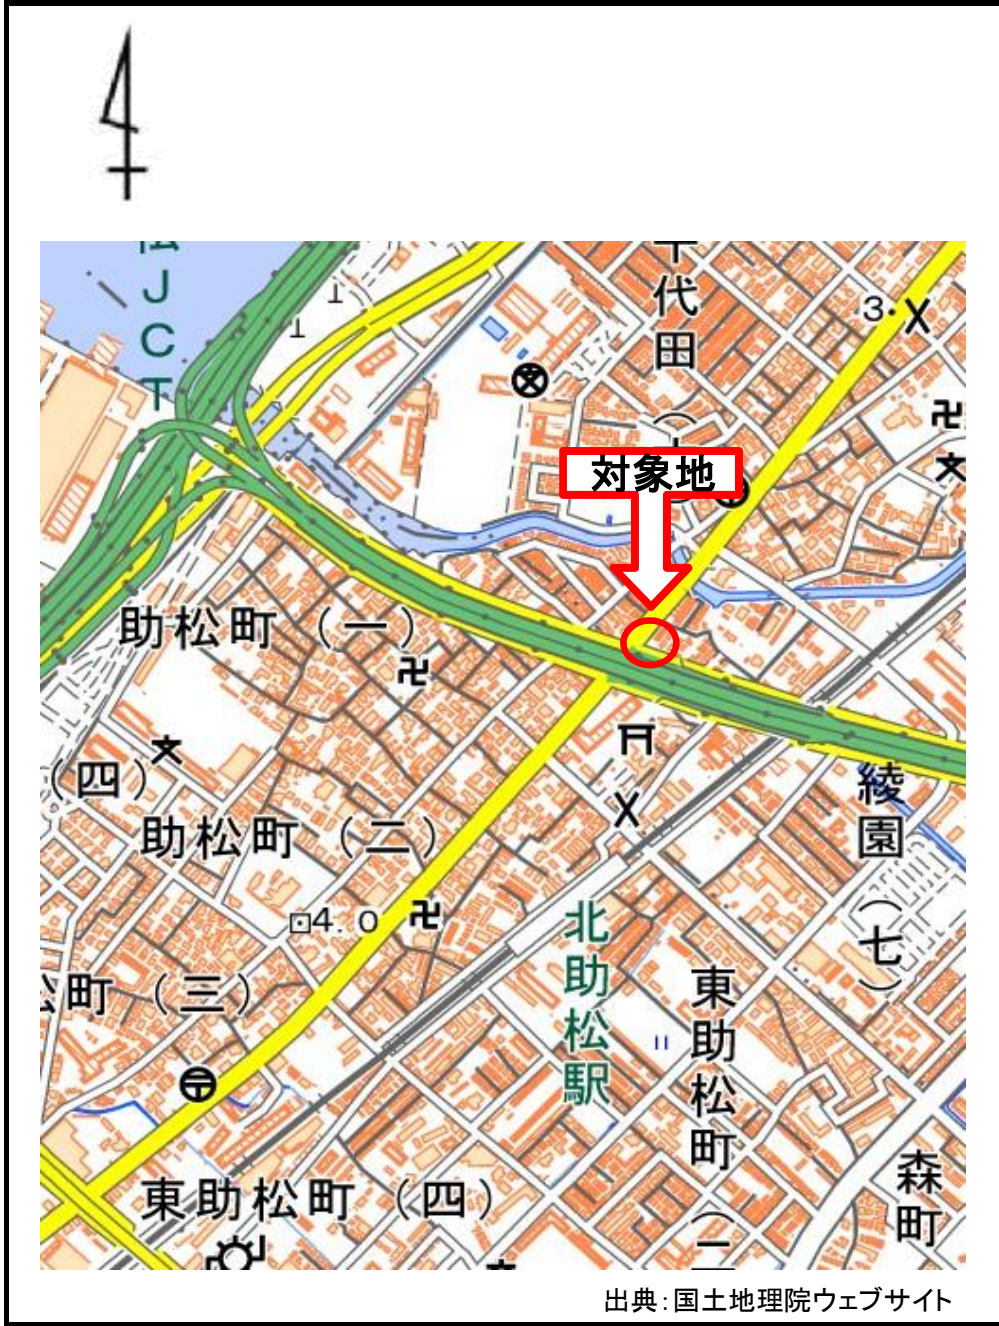 JCT
千代田
3.
対象地
助松町（一）
（四）
助松町（二）
綾園（七）
4.0
北助松駅
町（三）
東助松町（二
森町
東助松町（四）
出典：国土地理院ウェブサイト